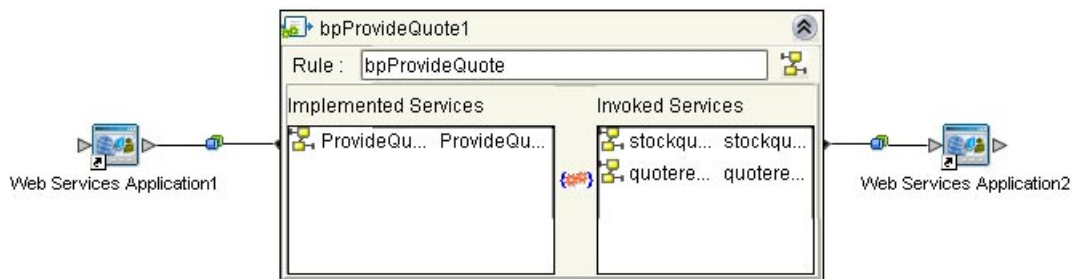 bpProvideQuote1
Rule : bpProvideQuote
Implemented Services Invoked Services
ProvideQu... ProvideQu... stockqu... stockqu...
quotere... quotere...
Web Services Application1 Web Services Application2